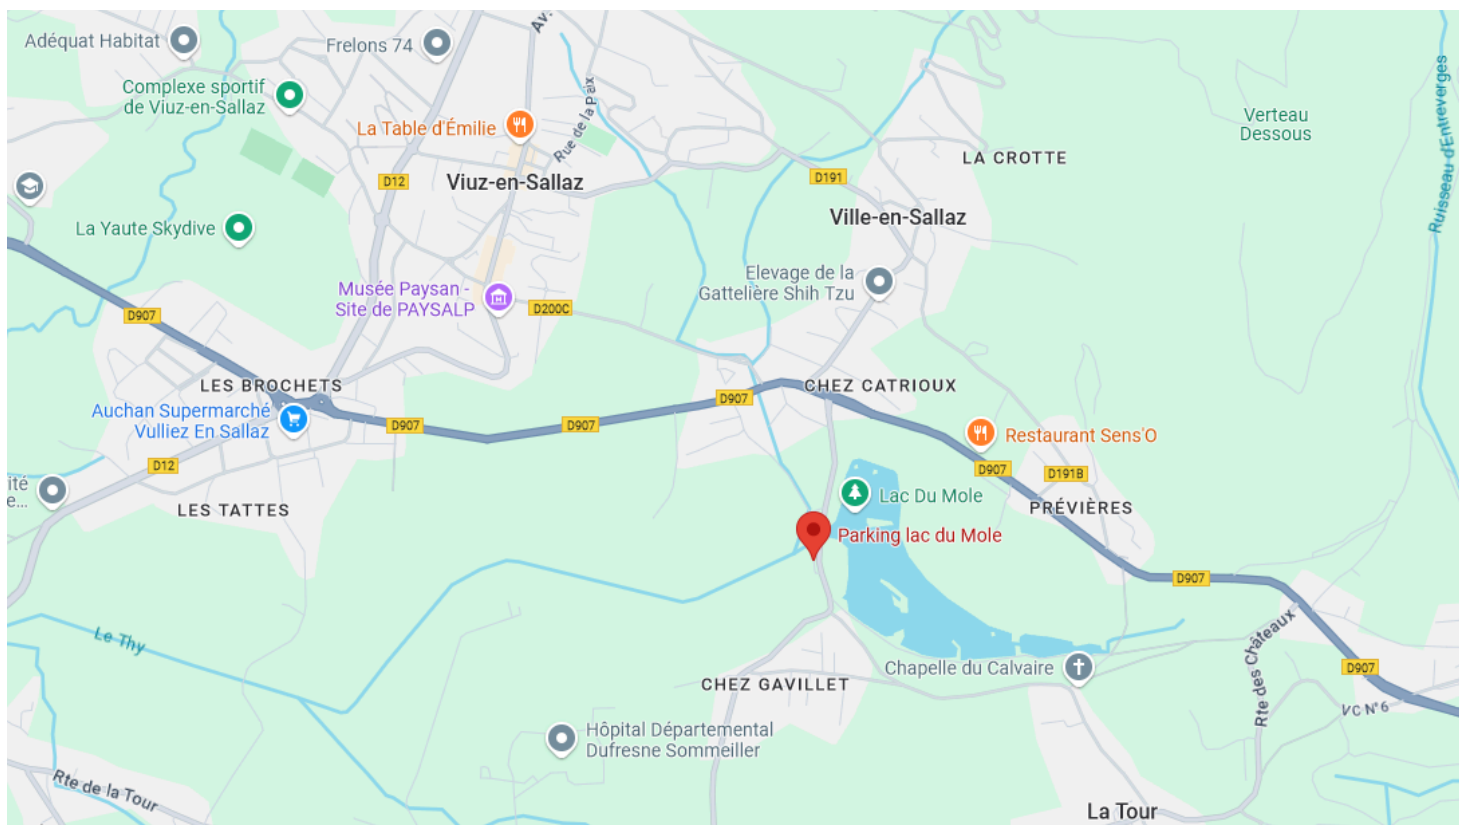 Adéquat Habitat
Frelons 74
Av.
Complexe sportif
de Viuz-en-Sallaz
La Table d'Émilie
Rue de la Paix
Verteau
Dessous
Ruisseau d'Entreverges
LA CROTTE
D12
Viuz-en-Sallaz
D191
Ville-en-Sallaz
La Yaute Skydive
Elevage de la
Gattelière Shih Tzu
Musée Paysan -
Site de PAYSALP
D200C
D907
LES BROCHETS
CHEZ CATRIOUX
D907
Auchan Supermarché
Vulliez En Sallaz
D907
D907
Restaurant Sens'O
D12
D907
D191B
ité
e...
LES TATTES
Lac Du Mole
PRÉVIÈRES
Parking lac du Mole
D907
Le Thy
Rte des Châteaux
Chapelle du Calvaire
D907
CHEZ GAVILLET
VC N°6
Hôpital Départemental
Dufresne Sommeiller
Rte de la Tour
La Tour